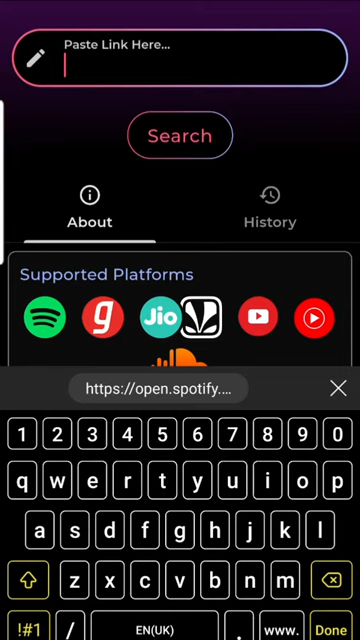 Paste Link Here...
Search
About
History
Supported Platforms
g
Jio
https://open.spotify....
1 2 3 4 5 6 7 8 9 0
q w e r t y u i o p
a s d f g h j k l
z x c v b n m
!#1 / EN(UK) . www. Done